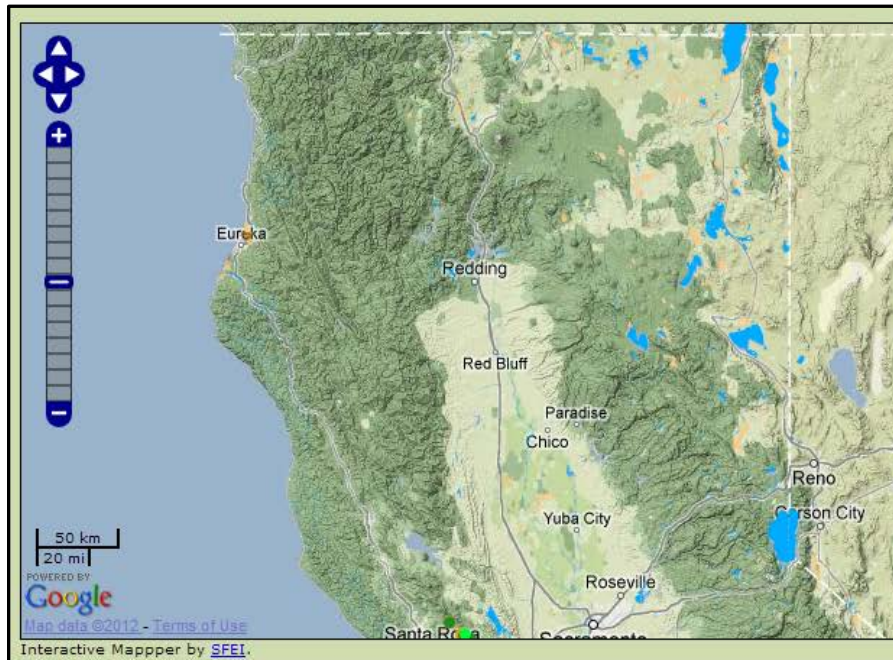 +
Eureka
Redding
Red Bluff
Paradise
Chico
Reno
Carson City
Yuba City
50 km
20 mi
Roseville
POWERED BY
Google
Map data ©2012 - Terms of Use
Santa Rosa
Sacramento
Interactive Mappper by SFEI.